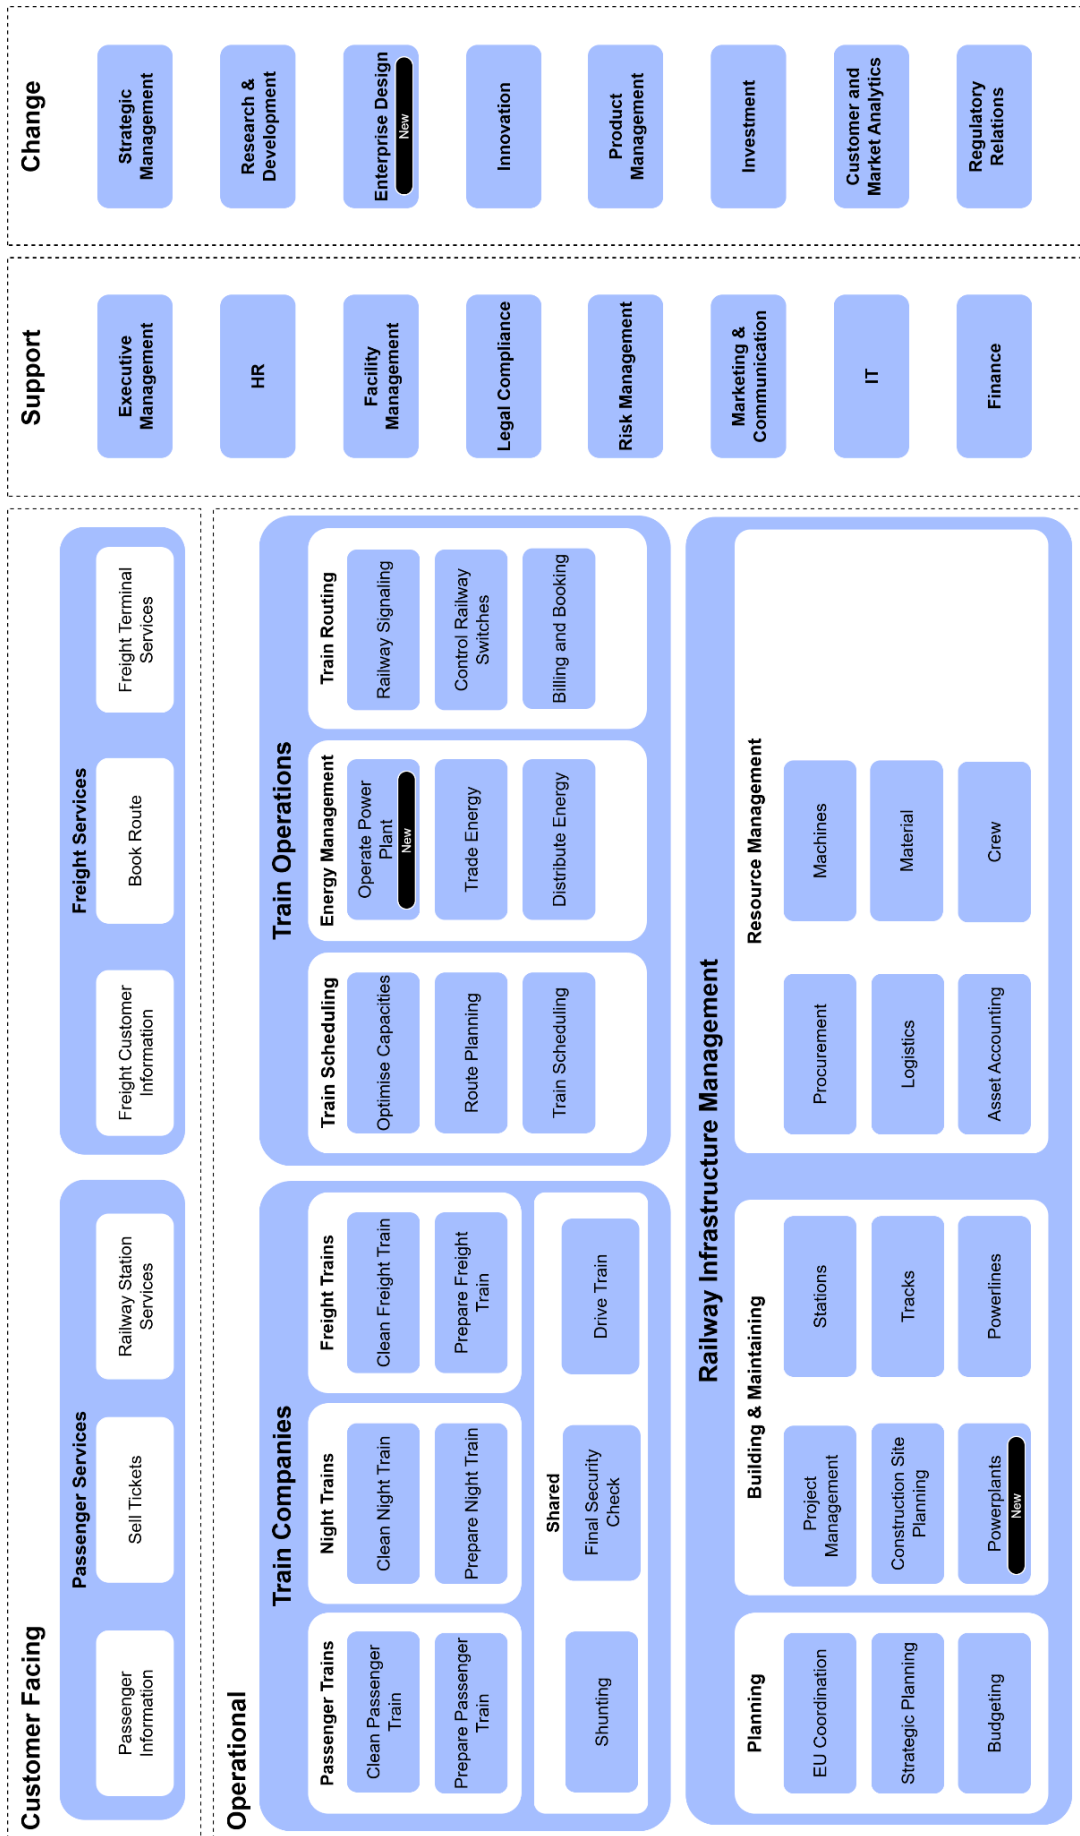 Customer Facing
Passenger Services
Passenger
Information
Sell Tickets
Railway Station
Services
Freight Services
Freight Customer
Information
Book Route
Freight Terminal
Services
Operational
Train Companies
Passenger Trains
Clean Passenger
Train
Prepare Passenger
Train
Night Trains
Clean Night Train
Prepare Night Train
Freight Trains
Clean Freight Train
Prepare Freight
Train
Shared
Shunting
Final Security
Check
Drive Train
Train Operations
Train Scheduling
Optimise Capacities
Route Planning
Train Scheduling
Energy Management
Operate Power
Plant
New
Trade Energy
Distribute Energy
Train Routing
Railway Signaling
Control Railway
Switches
Billing and Booking
Railway Infrastructure Management
Planning
EU Coordination
Strategic Planning
Budgeting
Building & Maintaining
Project
Management
Construction Site
Planning
Powerplants
New
Stations
Tracks
Powerlines
Resource Management
Procurement
Logistics
Asset Accounting
Machines
Material
Crew
Support
Executive
Management
HR
Facility
Management
Legal Compliance
Risk Management
Marketing &
Communication
IT
Finance
Change
Strategic
Management
Research &
Development
Enterprise Design
New
Innovation
Product
Management
Investment
Customer and
Market Analytics
Regulatory
Relations